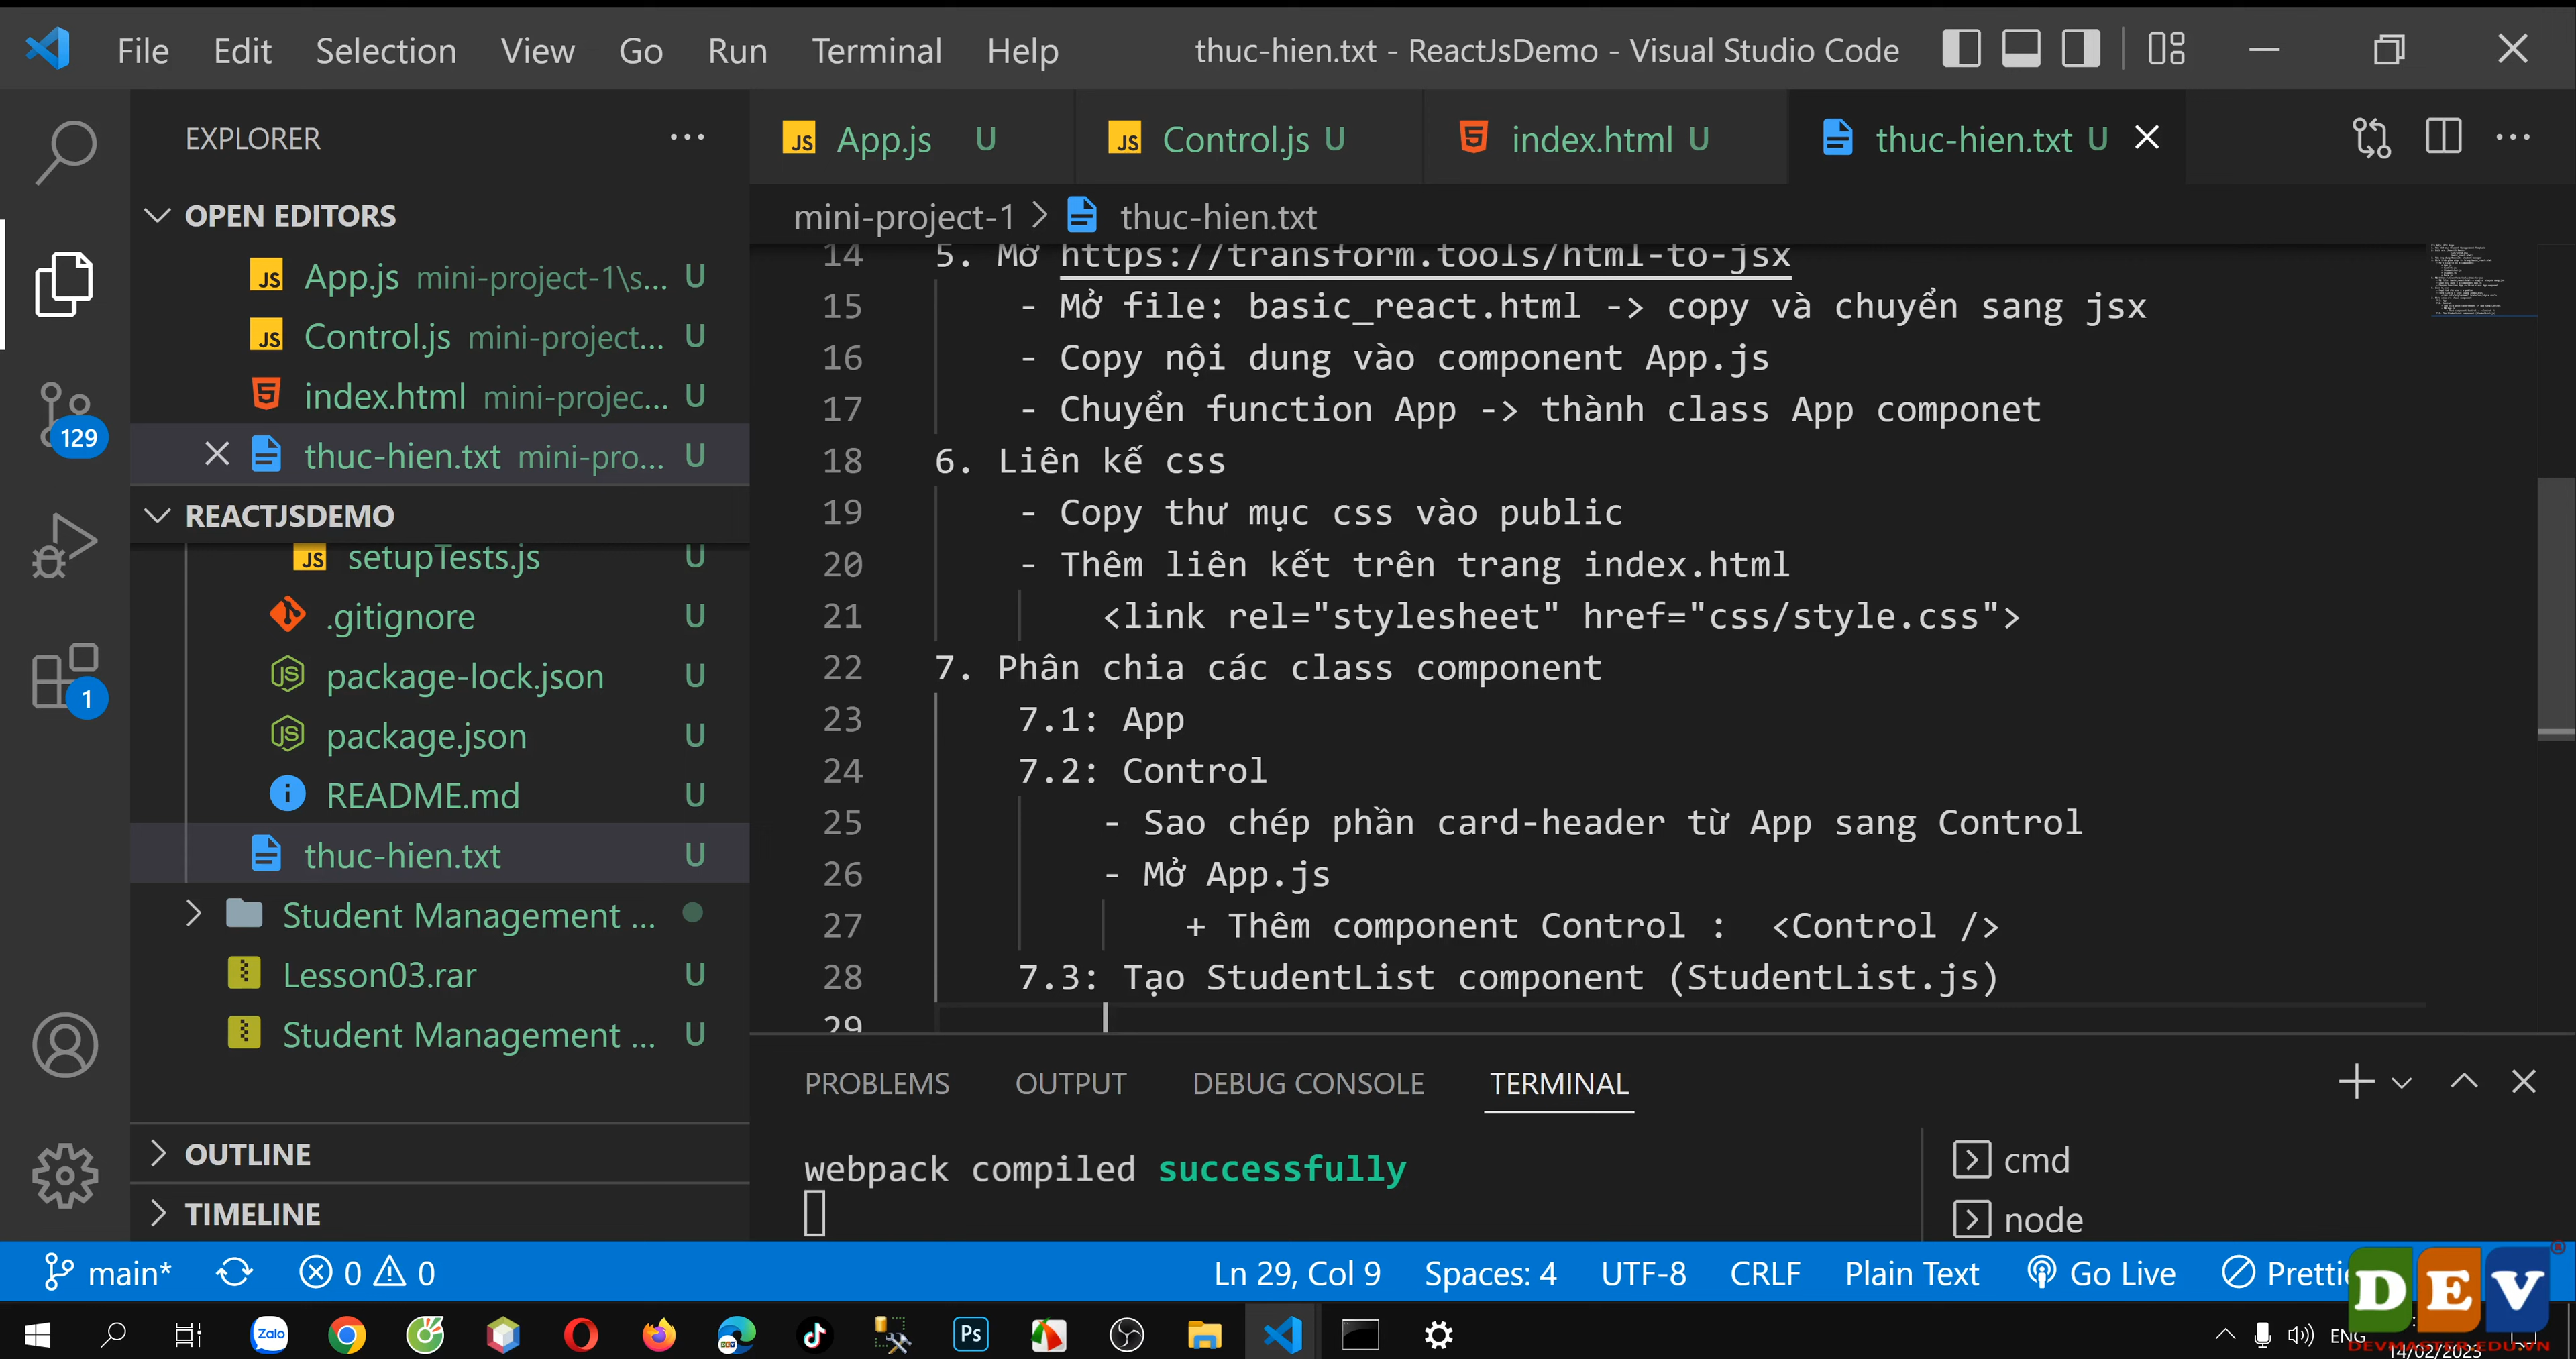 File Edit Selection View Go Run Terminal Help thuc-hien.txt - ReactJsDemo - Visual Studio Code
EXPLORER
OPEN EDITORS
App.js mini-project-1\s... U
Control.js mini-project... U
index.html mini-projec... U
thuc-hien.txt mini-pro... U
REACTJSDEMO
setupTests.js U
.gitignore U
package-lock.json U
package.json U
README.md U
thuc-hien.txt U
Student Management ...
Lesson03.rar U
Student Management ... U
OUTLINE
TIMELINE
129
1
App.js U Control.js U index.html U thuc-hien.txt U
mini-project-1 > thuc-hien.txt
14 5. Mở https://transform.tools/html-to-jsx
15 - Mở file: basic_react.html -> copy và chuyển sang jsx
16 - Copy nội dung vào component App.js
17 - Chuyển function App -> thành class App componet
18 6. Liên kế css
19 - Copy thư mục css vào public
20 - Thêm liên kết trên trang index.html
21 <link rel="stylesheet" href="css/style.css">
22 7. Phân chia các class component
23 7.1: App
24 7.2: Control
25 - Sao chép phần card-header từ App sang Control
26 - Mở App.js
27 + Thêm component Control : <Control />
28 7.3: Tạo StudentList component (StudentList.js)
29
PROBLEMS OUTPUT DEBUG CONSOLE TERMINAL
webpack compiled successfully
cmd
node
main* 0 0 Ln 29, Col 9 Spaces: 4 UTF-8 CRLF Plain Text Go Live
DEV
DEVMASTER.EDU.VN
Zalo Ps ENG
14/02/2023